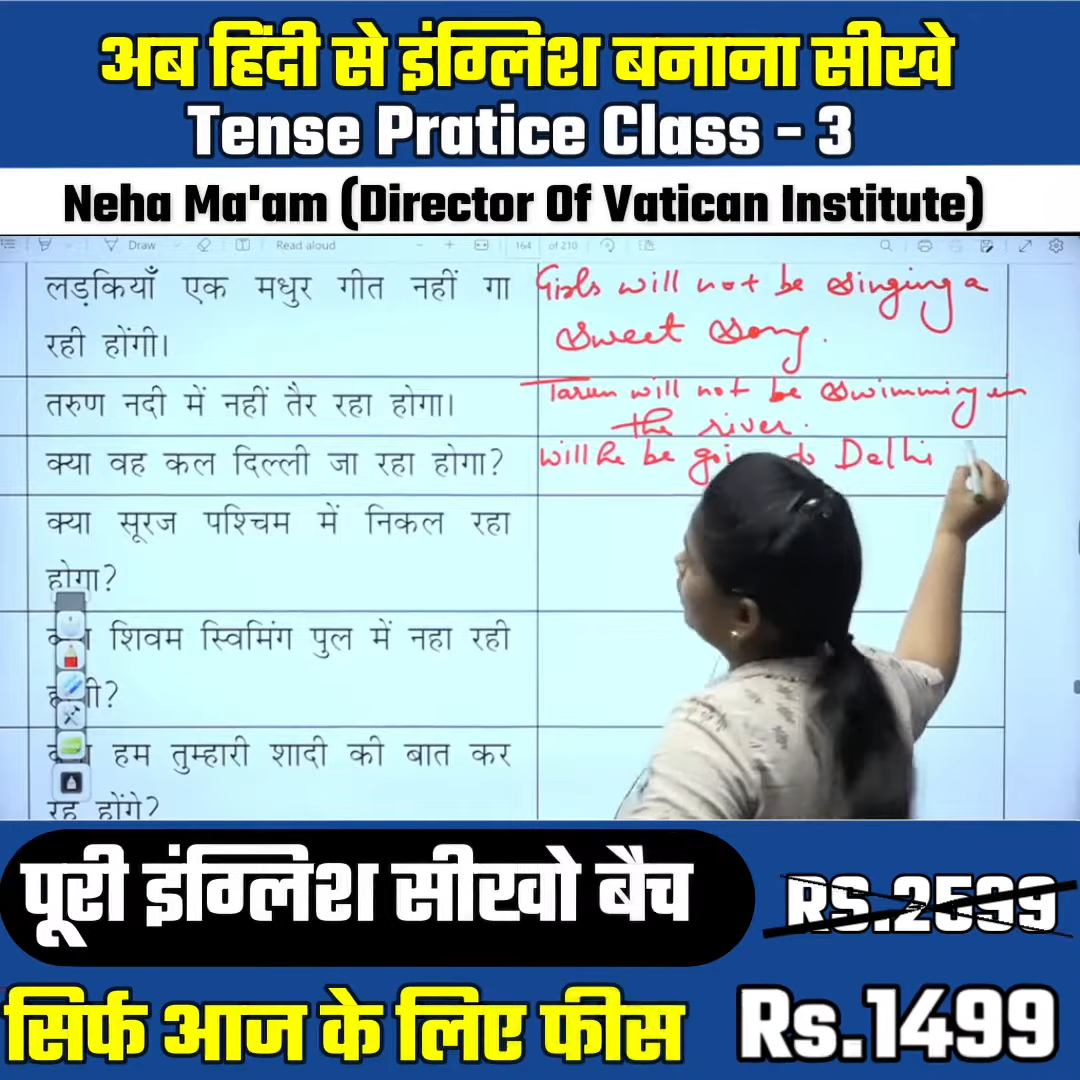 अब हिंदी से इंग्लिश बनाना सीखे
Tense Pratice Class - 3
Neha Ma'am (Director Of Vatican Institute)
Draw Read aloud 164 of 210
लड़कियाँ एक मधुर गीत नहीं गा
रही होंगी।
Girls will not be singing a
sweet song.
तरुण नदी में नहीं तैर रहा होगा।
Tarun will not be swimming in
the river.
क्या वह कल दिल्ली जा रहा होगा?
will he be to Delhi
क्या सूरज पश्चिम में निकल रहा
होगा?
शिवम स्विमिंग पुल में नहा रही
हम तुम्हारी शादी की बात कर
रहे होंगे?
पूरी इंग्लिश सीखो बैच
RS.2599
सिर्फ आज के लिए फीस
Rs.1499